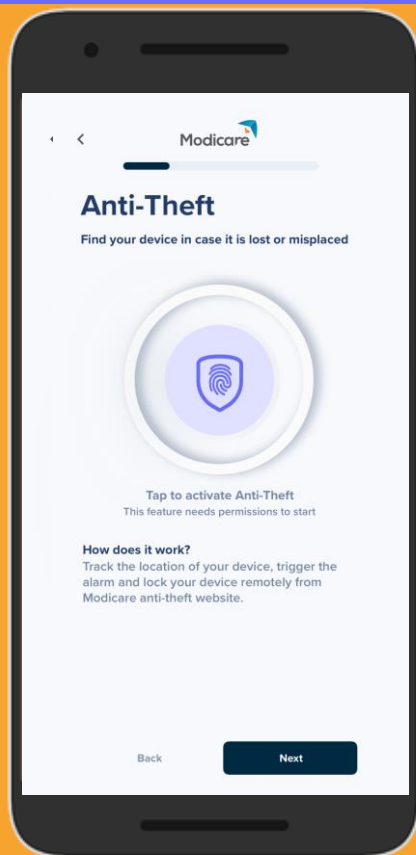 Modicare
Anti-Theft
Find your device in case it is lost or misplaced
Tap to activate Anti-Theft
This feature needs permissions to start
How does it work?
Track the location of your device, trigger the
alarm and lock your device remotely from
Modicare anti-theft website.
Back
Next